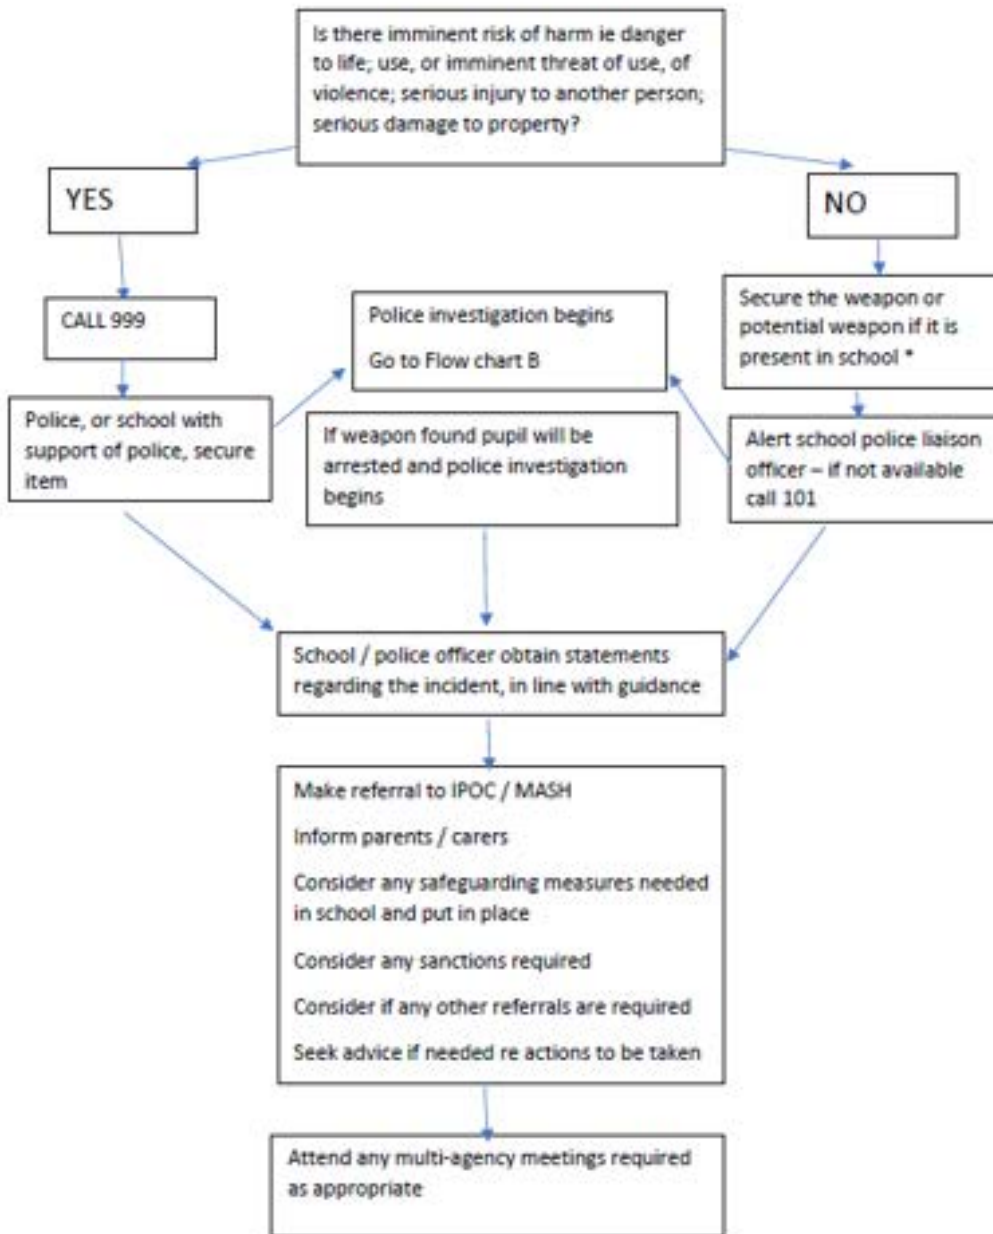 Is there imminent risk of harm ie danger
to life; use, or imminent threat of use, of
violence; serious injury to another person;
serious damage to property?
YES
NO
CALL 999
Police investigation begins
Go to Flow chart B
Secure the weapon or
potential weapon if it is
present in school *
Police, or school with
support of police, secure
item
If weapon found pupil will be
arrested and police investigation
begins
Alert school police liaison
officer – if not available
call 101
School / police officer obtain statements
regarding the incident, in line with guidance
Make referral to IPOC / MASH
Inform parents / carers
Consider any safeguarding measures needed
in school and put in place
Consider any sanctions required
Consider if any other referrals are required
Seek advice if needed re actions to be taken
Attend any multi-agency meetings required
as appropriate